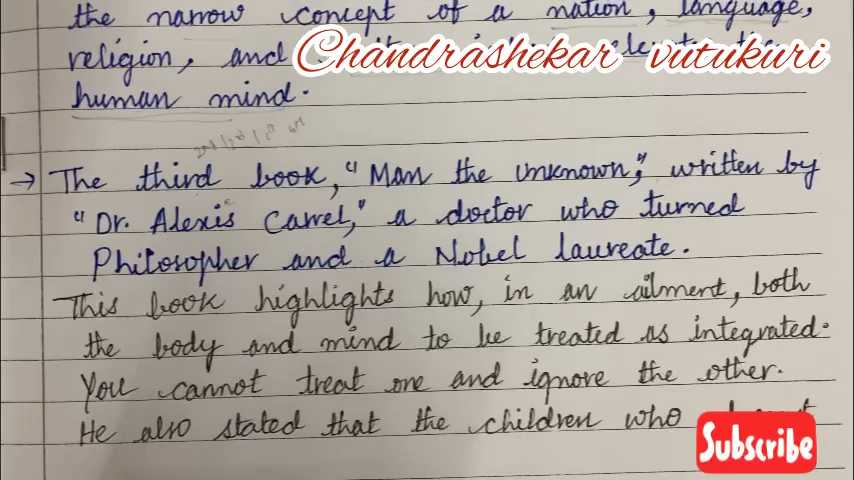 the narrow concept of a nation, language,
religion, and
Chandrashekar vutukuri
human mind.
→ The third book, "Man the Unknown", written by
"Dr. Alexis Carrel," a doctor who turned
Philosopher and a Nobel laureate.
This book highlights how, in an ailment, both
the body and mind to be treated as integrated.
You cannot treat one and ignore the other.
He also stated that the children who
Subscribe